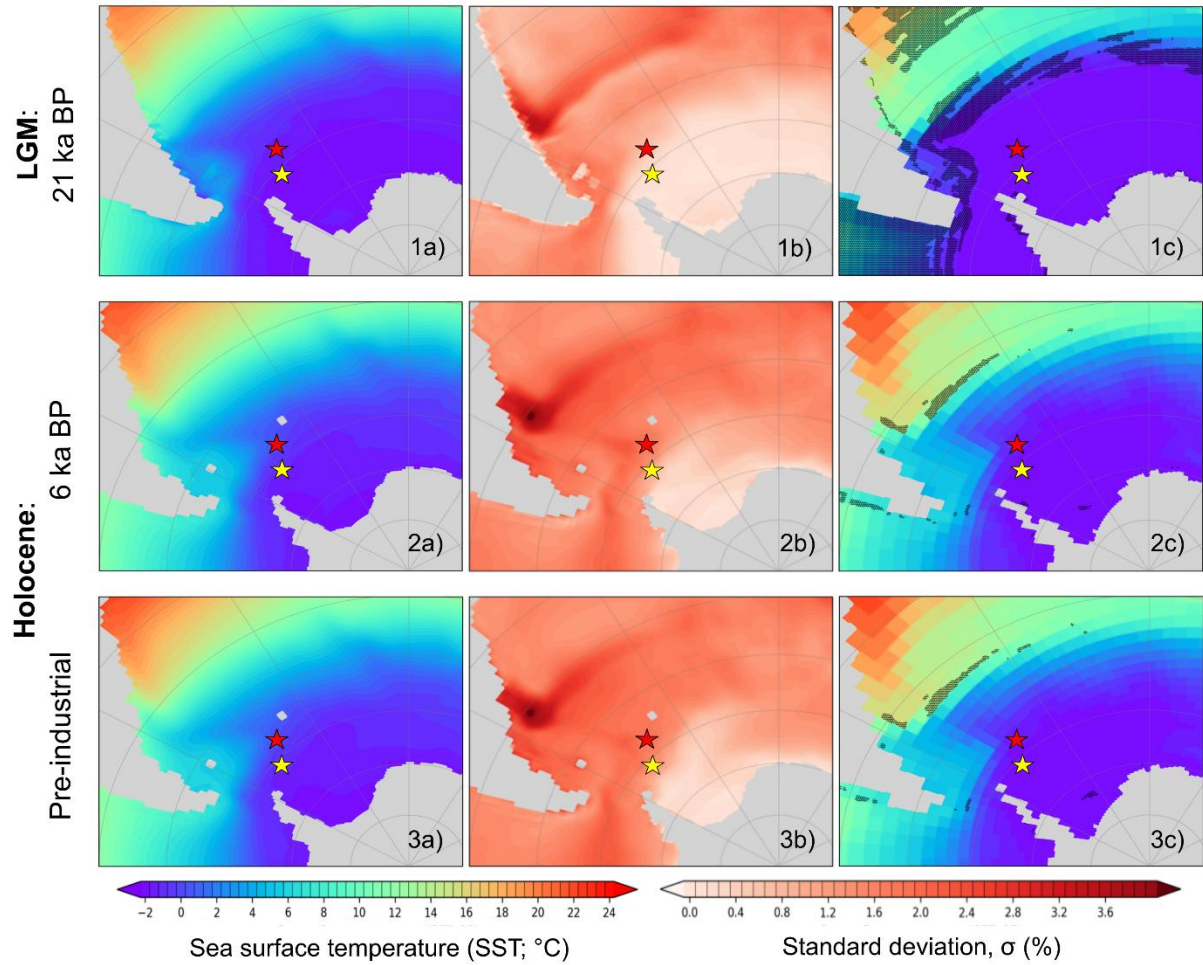 LGM:
21 ka BP
1a)
1b)
1c)
Holocene:
6 ka BP
2a)
2b)
2c)
Pre-industrial
3a)
3b)
3c)
−2 0 2 4 6 8 10 12 14 16 18 20 22 24
0.0 0.4 0.8 1.2 1.6 2.0 2.4 2.8 3.2 3.6
Sea surface temperature (SST; °C)
Standard deviation, σ (%)